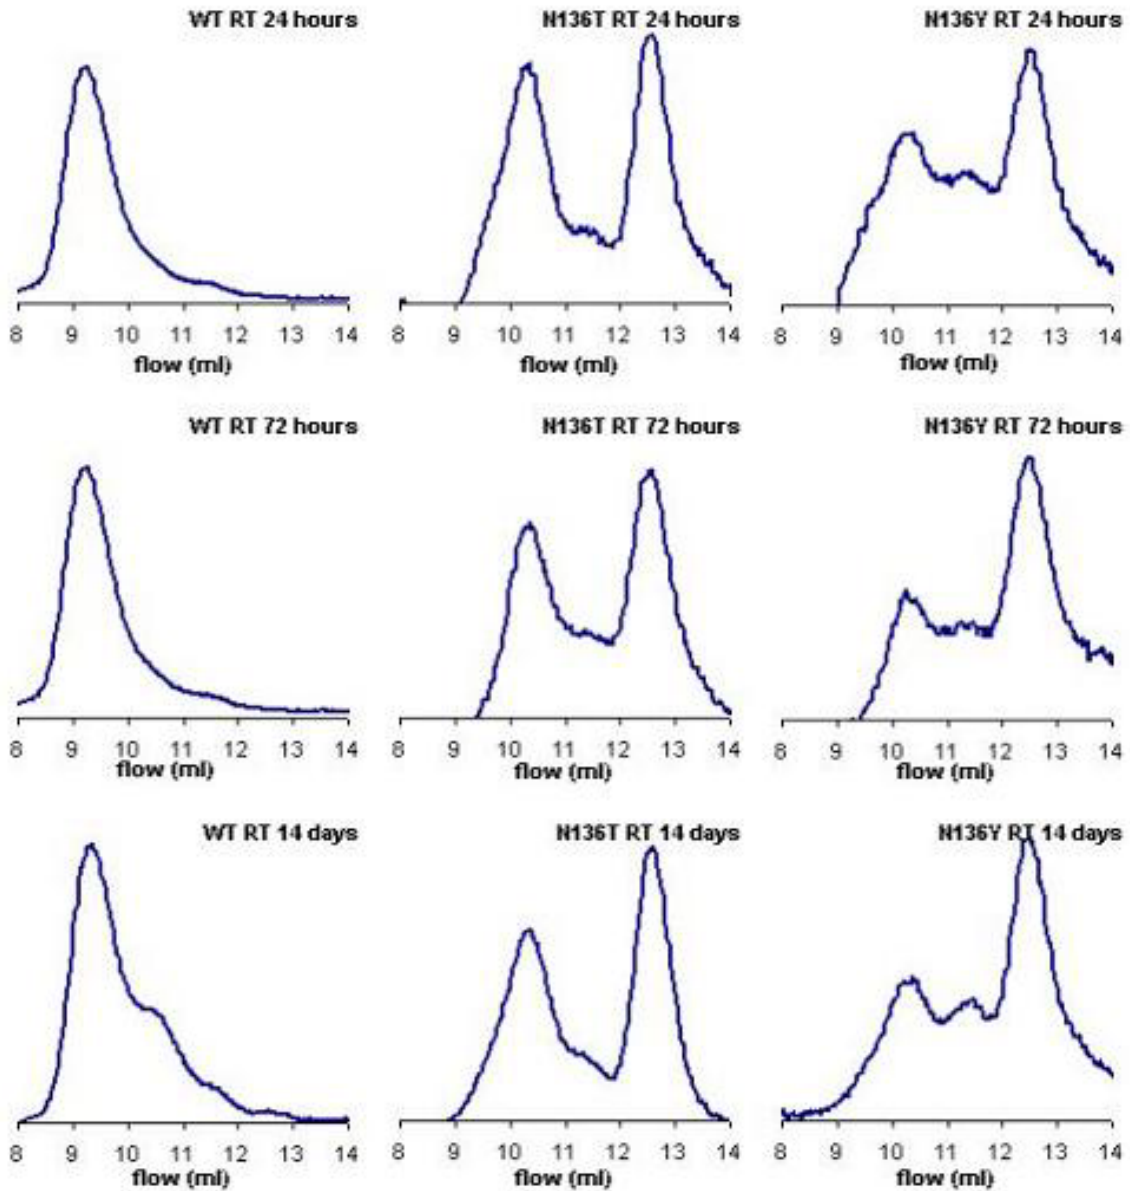 WT RT 24 hours N136T RT 24 hours N136Y RT 24 hours
8 9 10 11 12 13 14 8 9 10 11 12 13 14 8 9 10 11 12 13 14
flow (ml) flow (ml) flow (ml)
WT RT 72 hours N136T RT 72 hours N136Y RT 72 hours
8 9 10 11 12 13 14 8 9 10 11 12 13 14 8 9 10 11 12 13 14
flow (ml) flow (ml) flow (ml)
WT RT 14 days N136T RT 14 days N136Y RT 14 days
8 9 10 11 12 13 14 8 9 10 11 12 13 14 8 9 10 11 12 13 14
flow (ml) flow (ml) flow (ml)